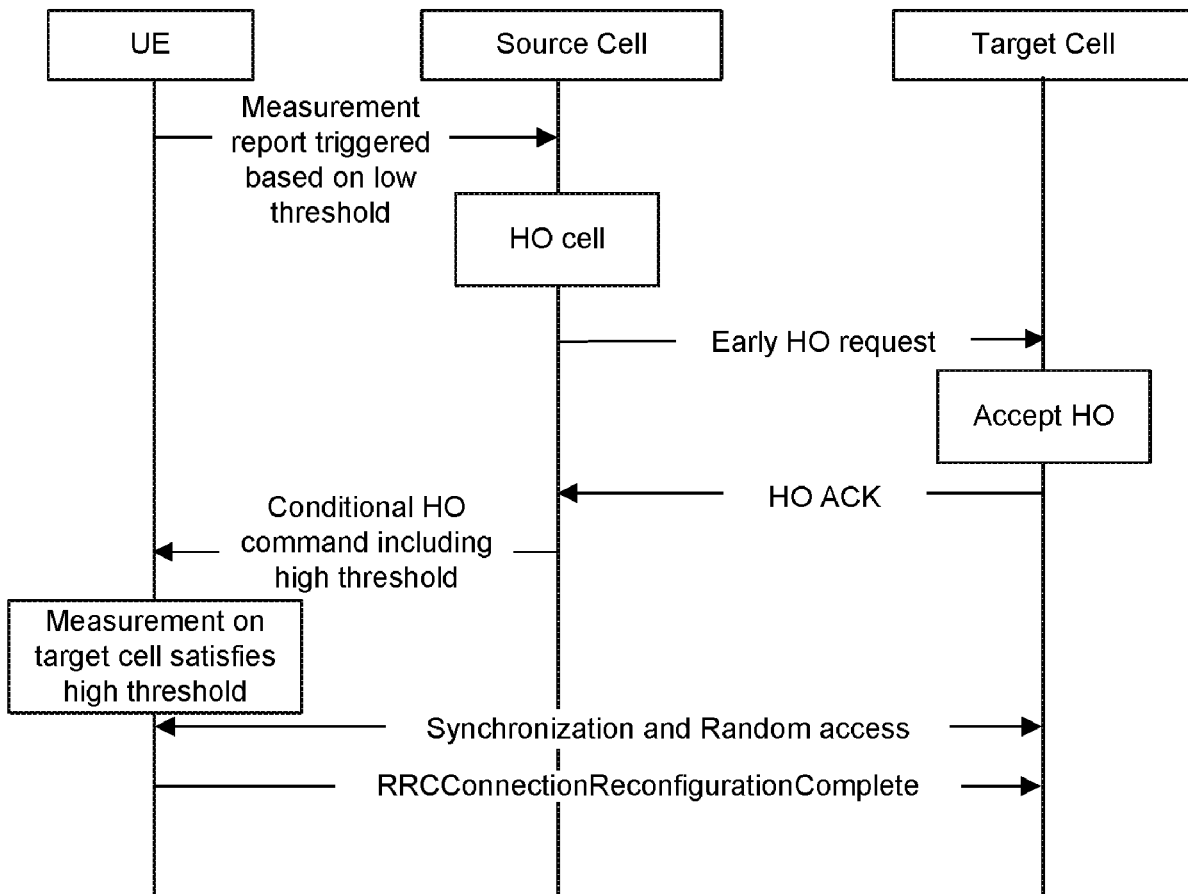 UE
Source Cell
Target Cell
Measurement
report triggered
based on low
threshold
HO cell
Early HO request
Accept HO
HO ACK
Conditional HO
command including
high threshold
Measurement on
target cell satisfies
high threshold
Synchronization and Random access
RRCConnectionReconfigurationComplete